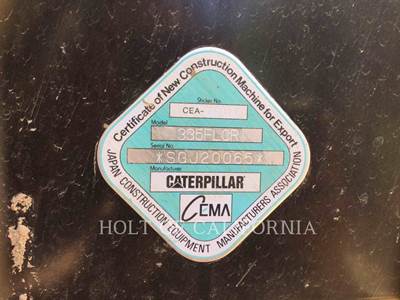 Certificate of New Construction Machine for Export
Sticker No.
CEA-
Model
335FLCR
Serial No.
*SGJ20065*
Manufacturer
CATERPILLAR
CEMA
JAPAN CONSTRUCTION EQUIPMENT MANUFACTURERS ASSOCIATION
HOLT OF CALIFORNIA